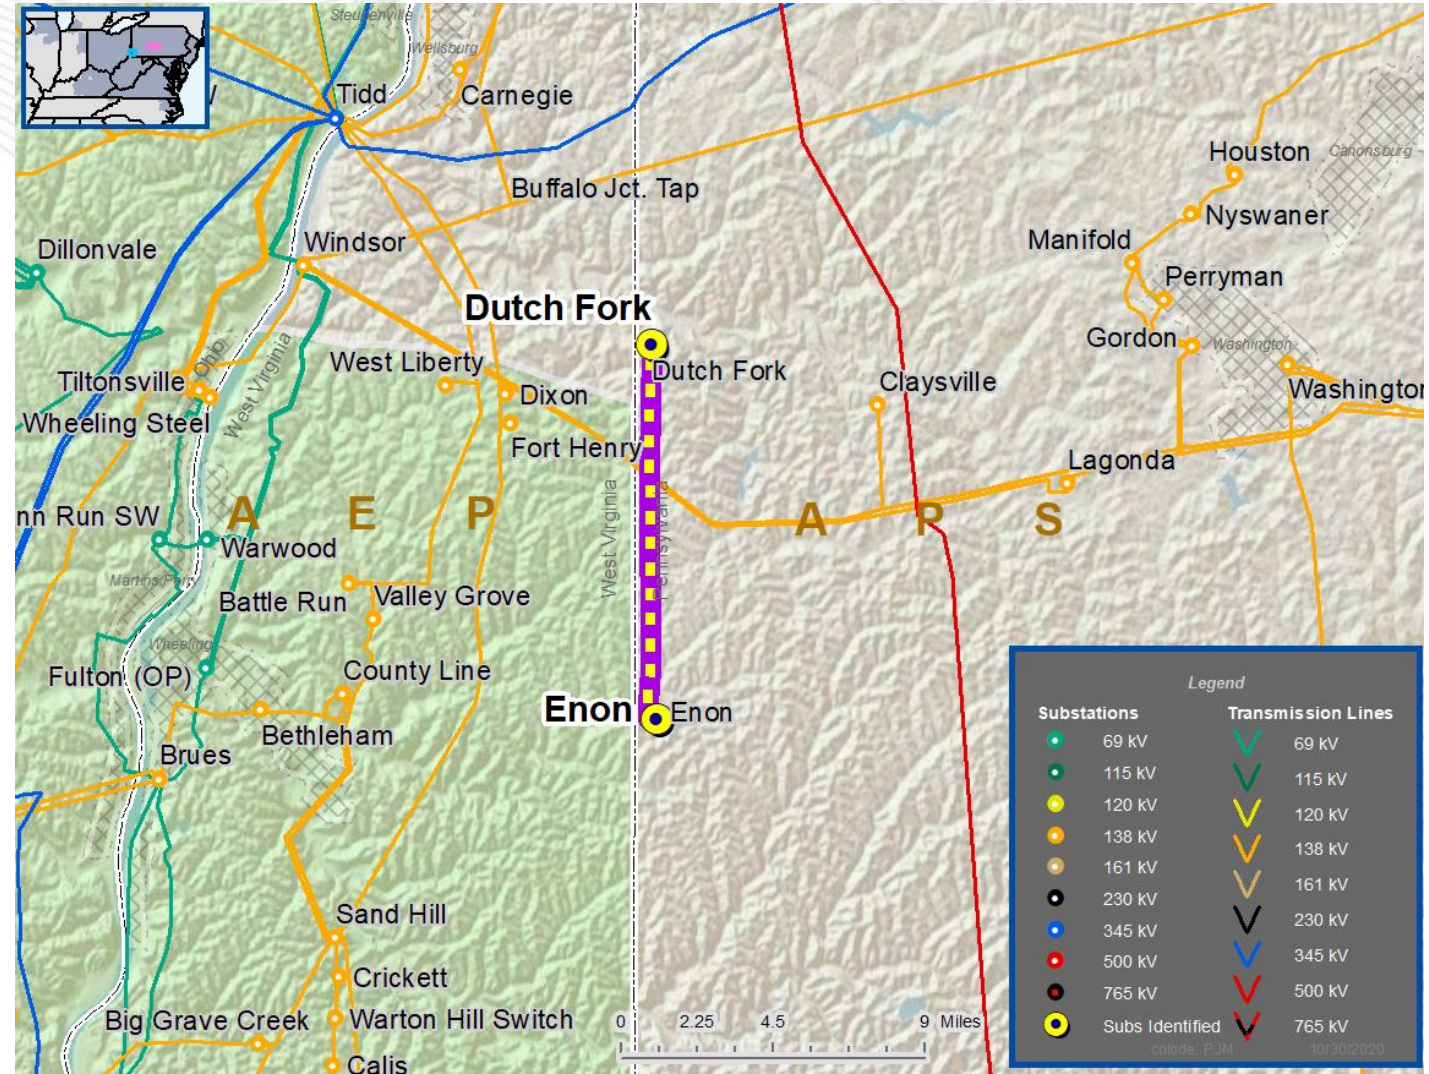 Steubenville
Wellsburg
Tidd
Carnegie
Houston
Canonsburg
Buffalo Jct. Tap
Nyswaner
Dillonvale
Windsor
Manifold
Perryman
Dutch Fork
Gordon
Washington
Ohio
West Virginia
West Liberty
Dutch Fork
Claysville
Tiltonsville
Dixon
Washington
Wheeling Steel
Fort Henry
Lagonda
nn Run SW
A E P
West Virginia
Pennsylvania
A P S
Warwood
Martins Ferry
Battle Run
Valley Grove
Wheeling
Fulton (OP)
County Line
Enon
Enon
Bethleham
Brues
Sand Hill
Crickett
Big Grave Creek
Warton Hill Switch
Calis
0 2.25 4.5 9 Miles
Legend
Substations Transmission Lines
69 kV 69 kV
115 kV 115 kV
120 kV 120 kV
138 kV 138 kV
161 kV 161 kV
230 kV 230 kV
345 kV 345 kV
500 kV 500 kV
765 kV 765 kV
Subs Identified
colode: PJM 10/30/2020